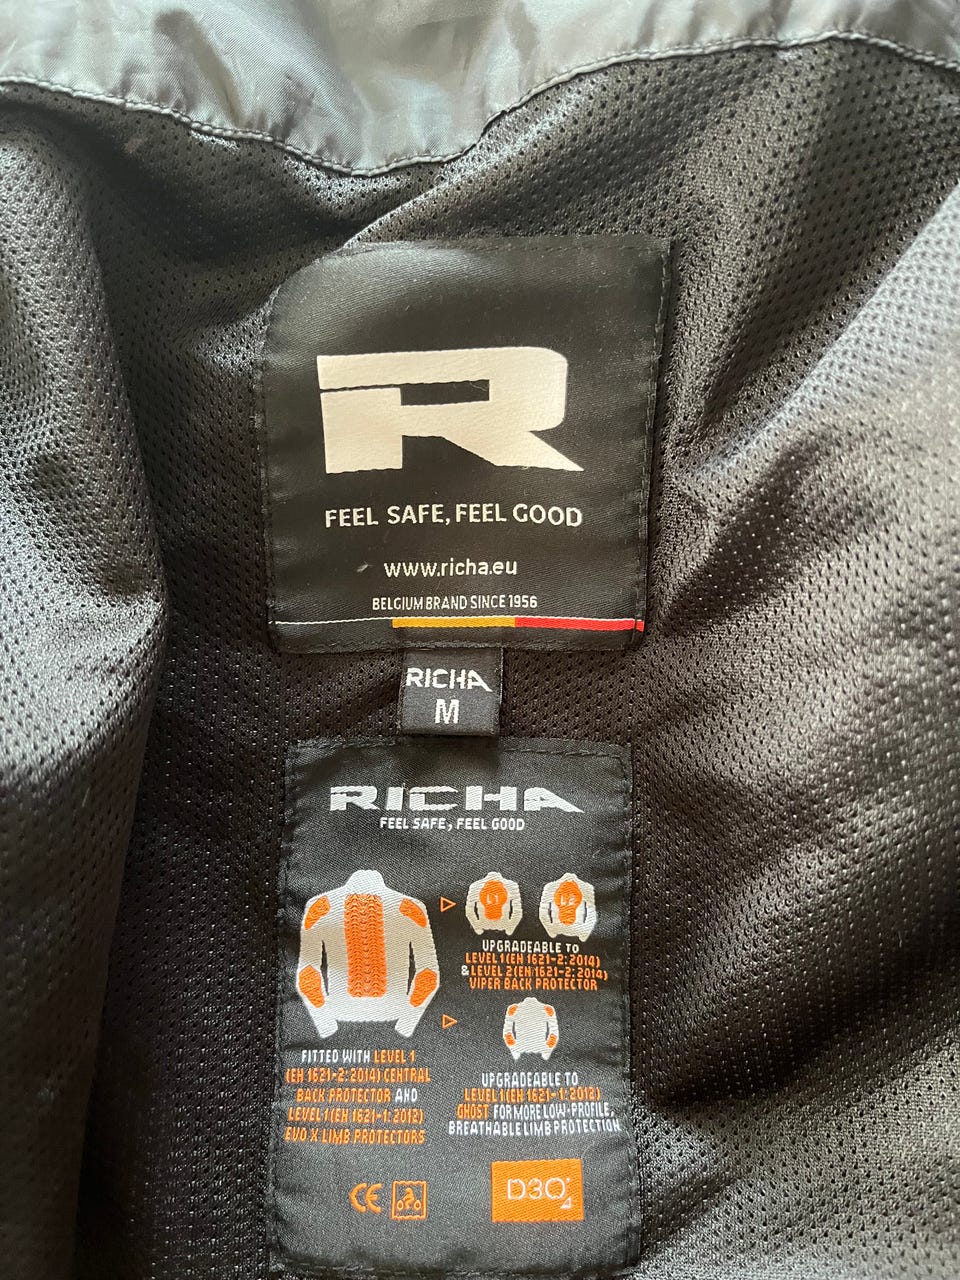 R
FEEL SAFE, FEEL GOOD
www.richa.eu
BELGIUM BRAND SINCE 1956
RICHA
M
RICHA
FEEL SAFE, FEEL GOOD
L1
L2
UPGRADEABLE TO
LEVEL 1 (EN 1621-2: 2014)
& LEVEL 2 (EN 1621-2: 2014)
VIPER BACK PROTECTOR
FITTED WITH LEVEL 1
(EN 1621-2: 2014) CENTRAL
BACK PROTECTOR AND
LEVEL 1 (EN 1621-1: 2012)
EVO X LIMB PROTECTORS
UPGRADEABLE TO
LEVEL 1 (EN 1621-1: 2012)
GHOST FOR MORE LOW-PROFILE,
BREATHABLE LIMB PROTECTION
CE
D3O